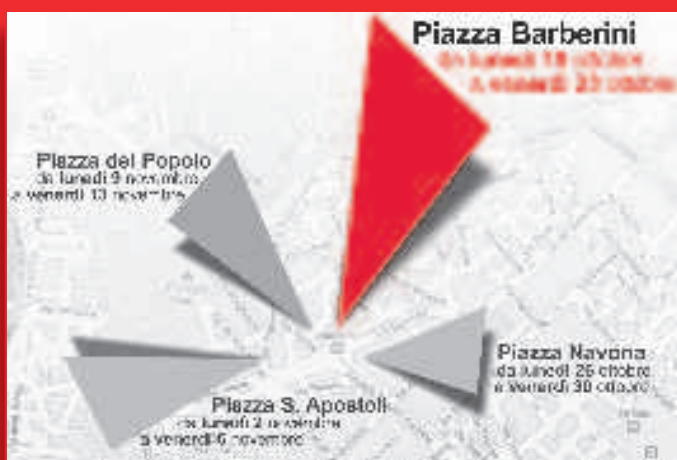 Piazza Barberini
da lunedì 19 ottobre
a venerdì 23 ottobre
Piazza del Popolo
da lunedì 9 novembre
a venerdì 13 novembre
Piazza Navona
da lunedì 26 ottobre
a venerdì 30 ottobre
Piazza S. Apostoli
da lunedì 2 novembre
a venerdì 6 novembre